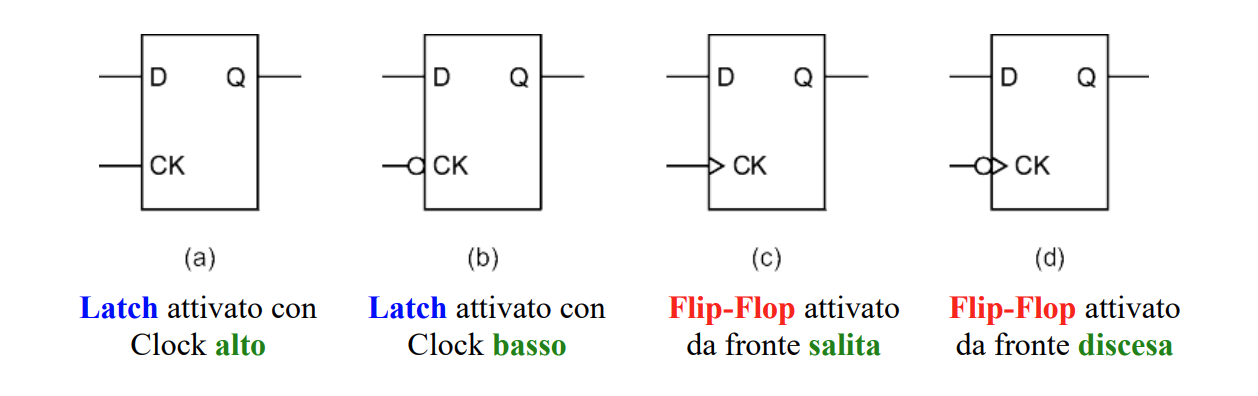 D Q D Q D Q D Q
CK CK CK CK
(a) (b) (c) (d)
Latch attivato con
Clock alto
Latch attivato con
Clock basso
Flip-Flop attivato
da fronte salita
Flip-Flop attivato
da fronte discesa